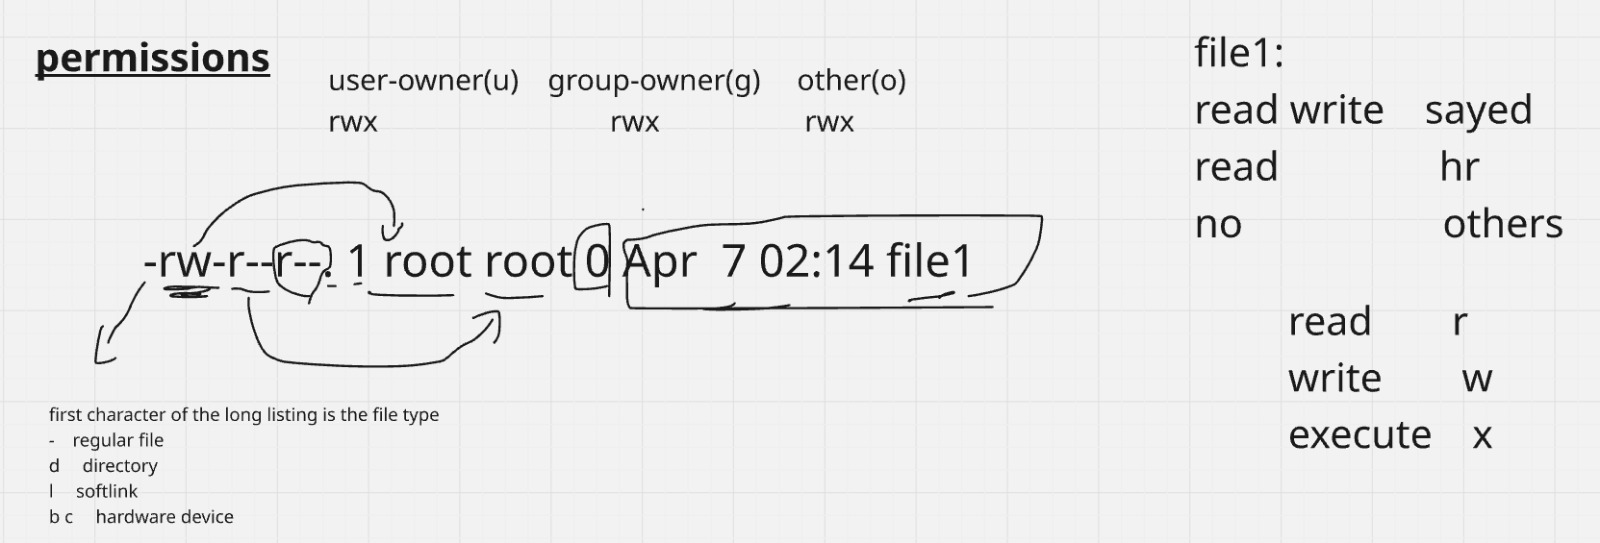 permissions
user-owner(u) group-owner(g) other(o)
rwx rwx rwx
-rw-r--r--. 1 root root 0 Apr 7 02:14 file1
first character of the long listing is the file type
- regular file
d directory
l softlink
b c hardware device
file1:
read write sayed
read hr
no others
read r
write w
execute x